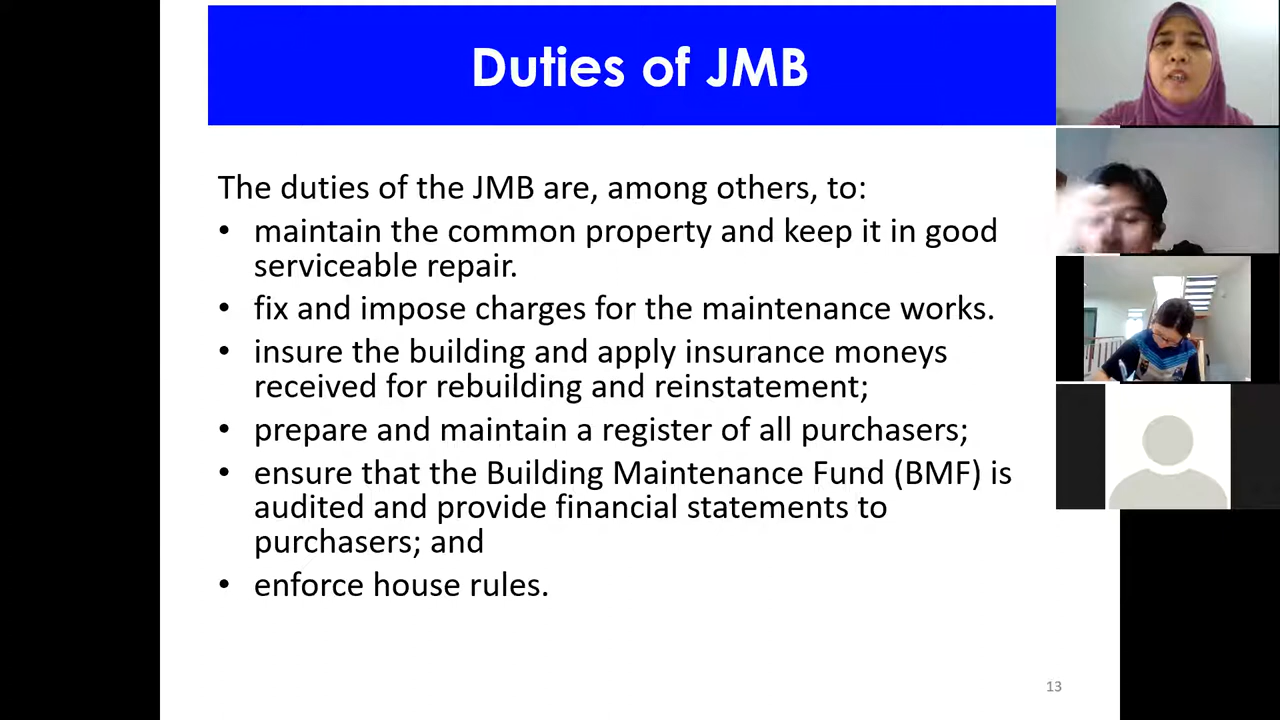 Duties of JMB
The duties of the JMB are, among others, to:
• maintain the common property and keep it in good
serviceable repair.
• fix and impose charges for the maintenance works.
• insure the building and apply insurance moneys
received for rebuilding and reinstatement;
• prepare and maintain a register of all purchasers;
• ensure that the Building Maintenance Fund (BMF) is
audited and provide financial statements to
purchasers; and
• enforce house rules.
13